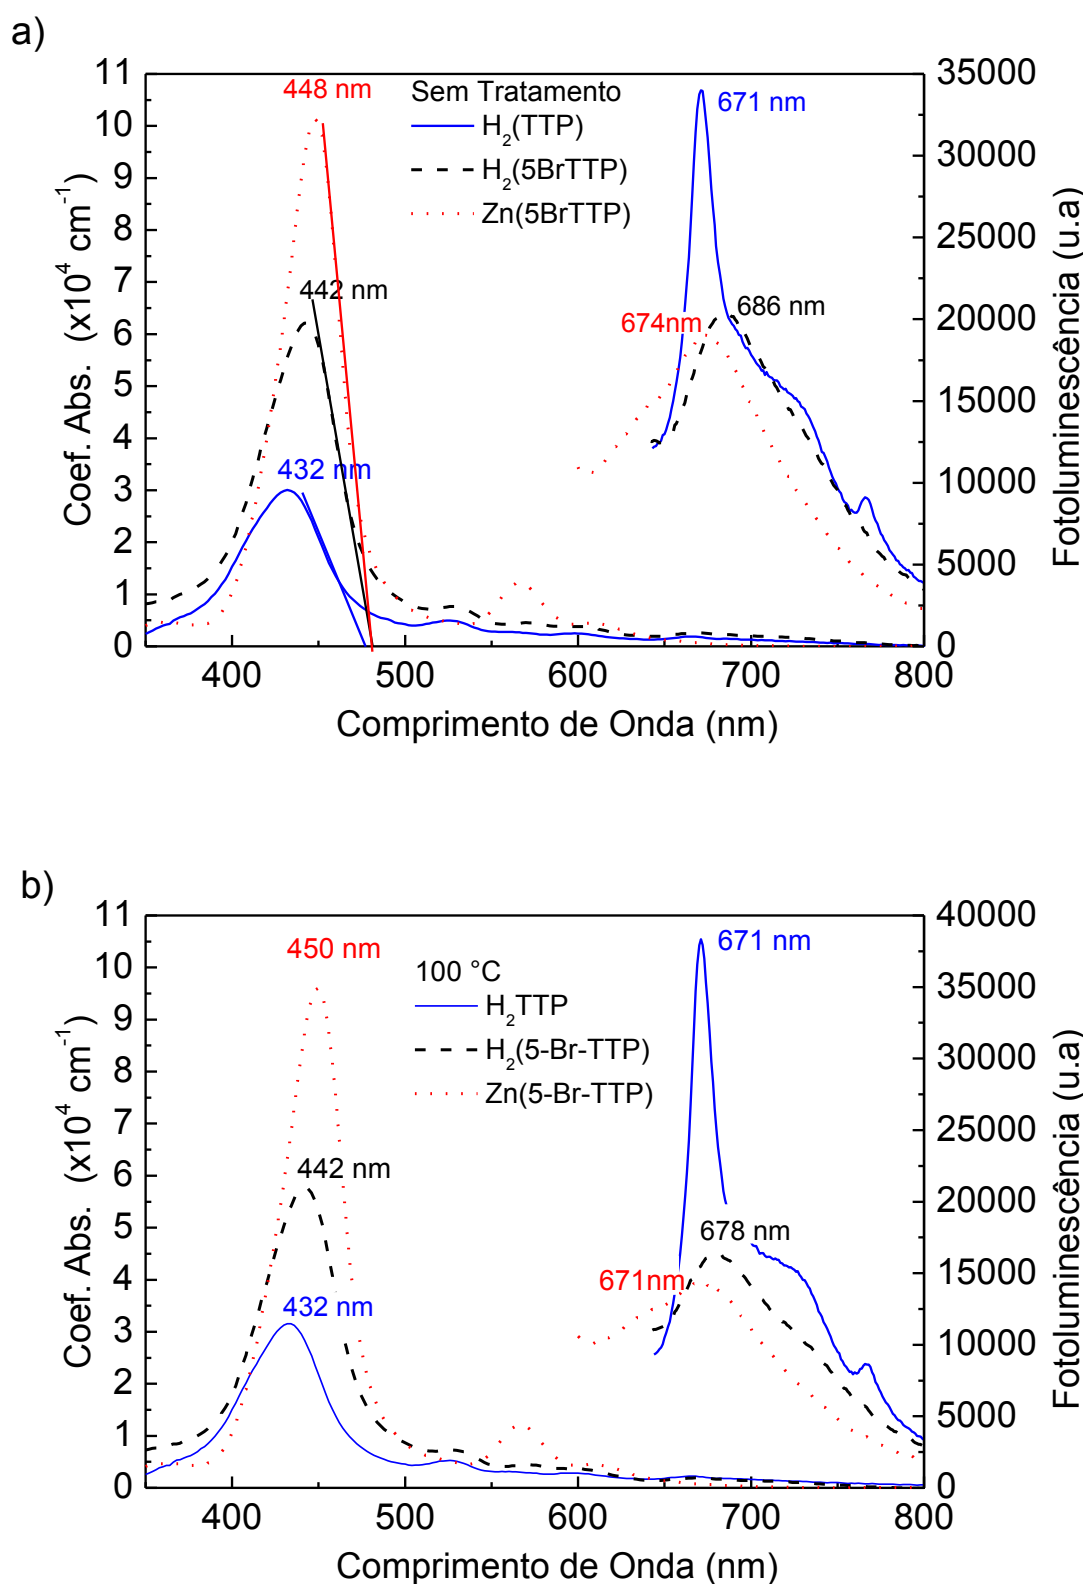 a)
11
10
9
8
7
6
5
4
3
2
1
0
Coef. Abs. (x10⁴ cm⁻¹)
448 nm
442 nm
432 nm
Sem Tratamento
H₂(TTP)
H₂(5BrTTP)
Zn(5BrTTP)
671 nm
674nm
686 nm
35000
30000
25000
20000
15000
10000
5000
0
Fotoluminescência (u.a)
400 500 600 700 800
Comprimento de Onda (nm)
b)
11
10
9
8
7
6
5
4
3
2
1
0
Coef. Abs. (x10⁴ cm⁻¹)
450 nm
442 nm
432 nm
100 °C
H₂TTP
H₂(5-Br-TTP)
Zn(5-Br-TTP)
671 nm
678 nm
671nm
40000
35000
30000
25000
20000
15000
10000
5000
0
Fotoluminescência (u.a)
400 500 600 700 800
Comprimento de Onda (nm)